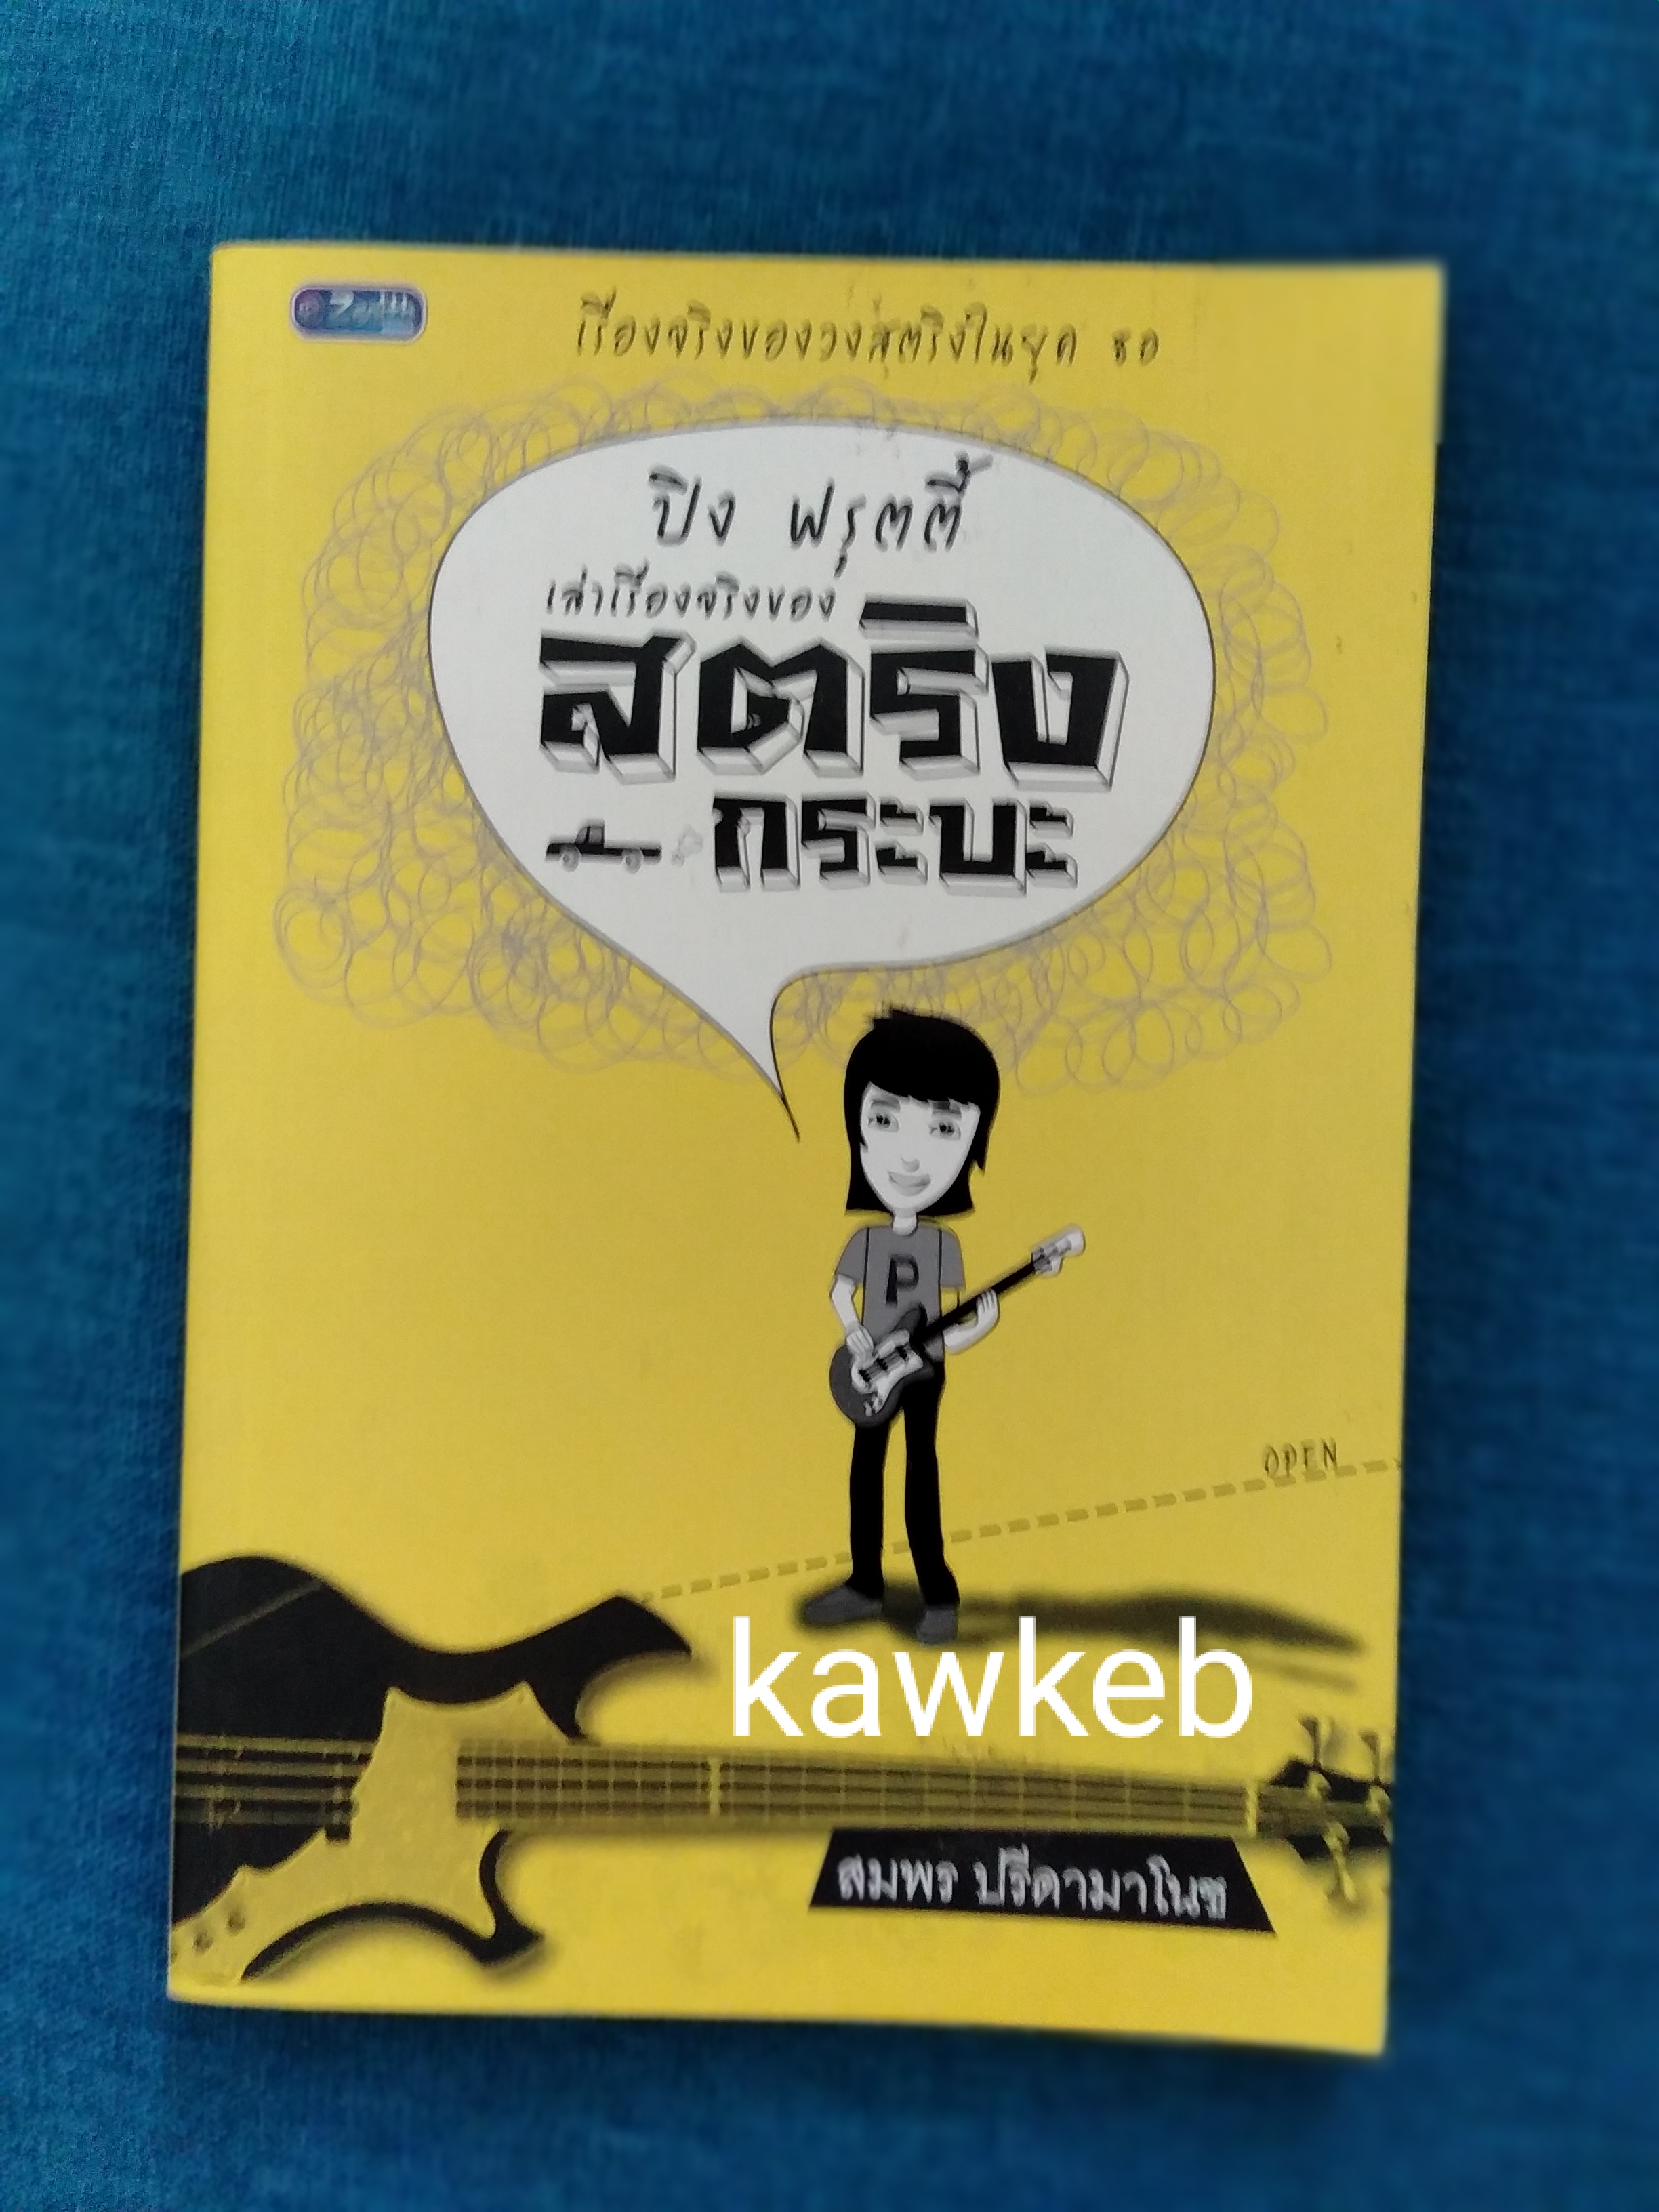 เรื่องจริงของวงสตริงในยุค 80
ปิง ฟรุตตี้
เล่าเรื่องจริงของ
สตริง
กระบะ
P
OPEN
kawkeb
สมพร ปรีดามาโนช